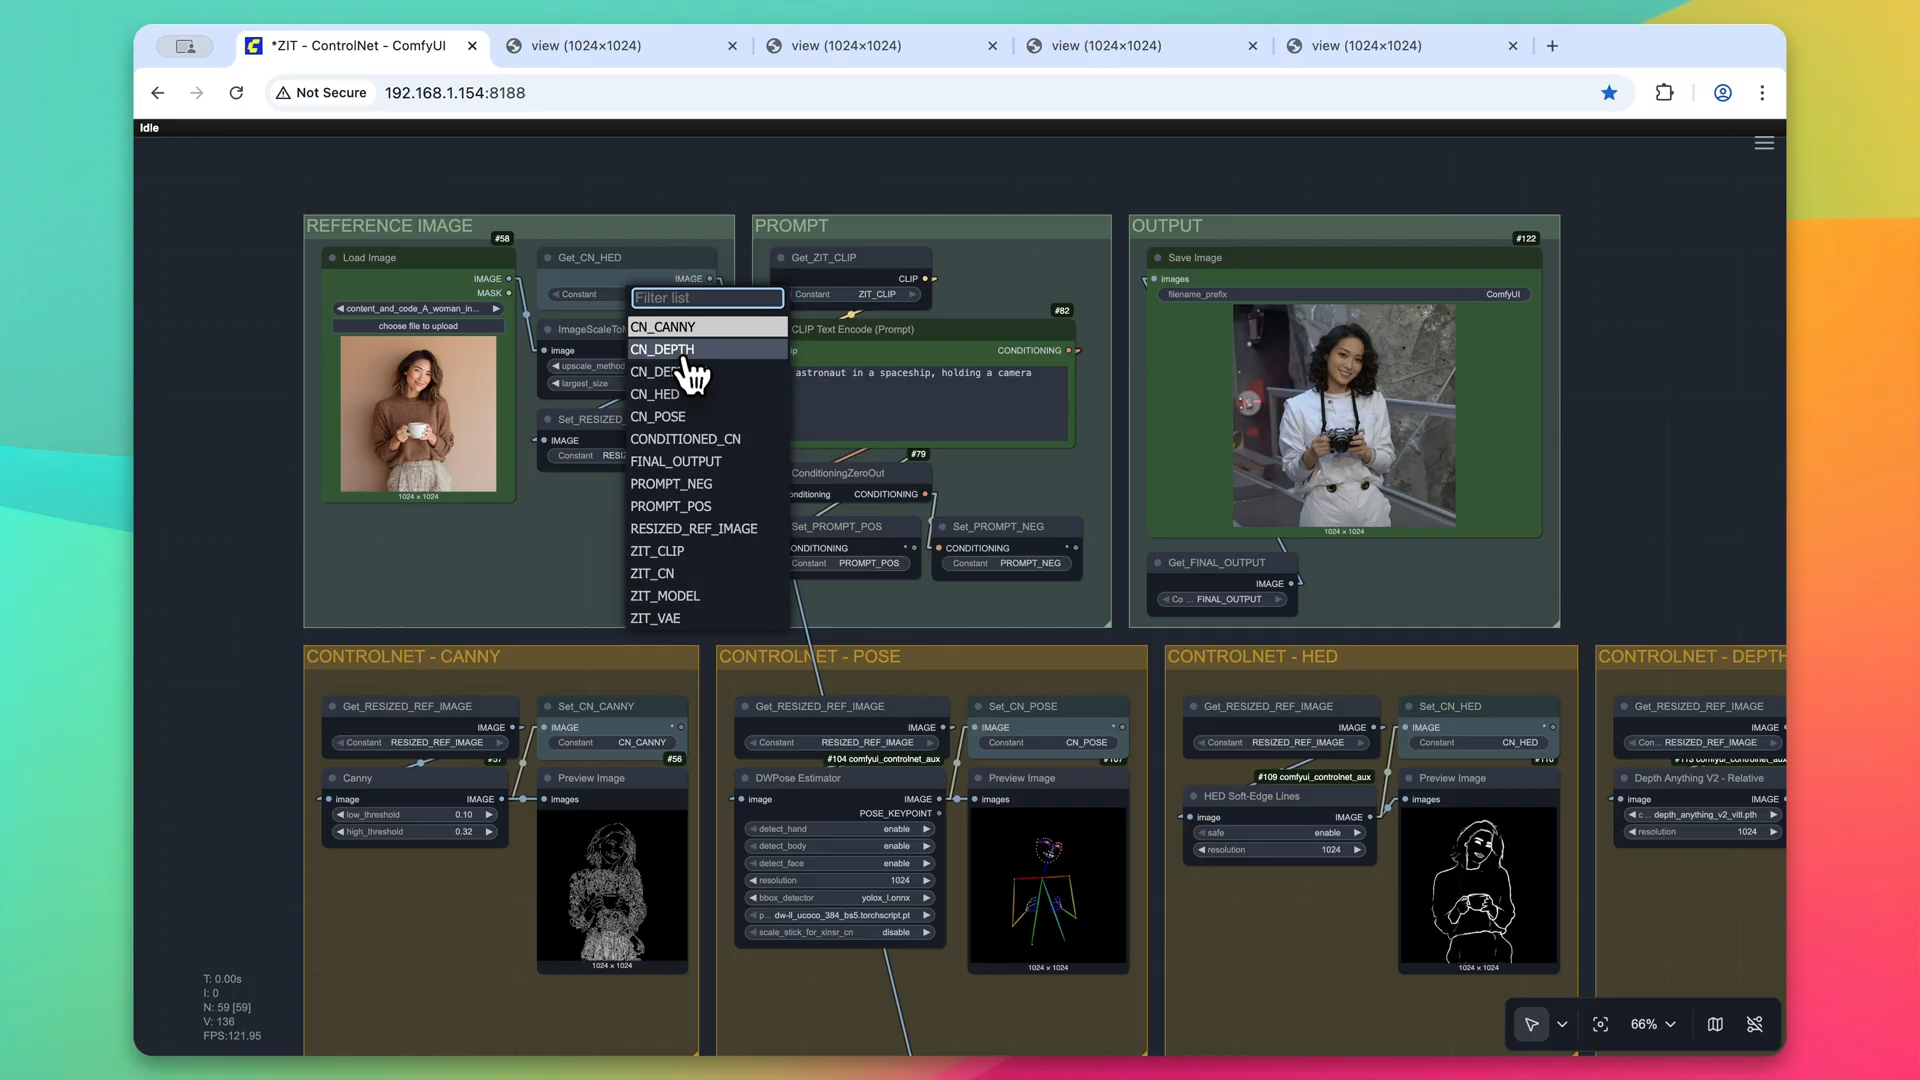 *ZIT - ControlNet - ComfyUI
view (1024×1024)
view (1024×1024)
view (1024×1024)
view (1024×1024)
Not Secure
192.168.1.154:8188
Idle
REFERENCE IMAGE
#58
Load Image
IMAGE
MASK
content_and_code_A_woman_in...
choose file to upload
1024 × 1024
Get_CN_HED
IMAGE
Constant
image
upscale_method
largest_size
IMAGE
Constant
Filter list
CN_CANNY
CN_DEPTH
CN_HED
CN_POSE
CONDITIONED_CN
FINAL_OUTPUT
PROMPT_NEG
PROMPT_POS
RESIZED_REF_IMAGE
ZIT_CLIP
ZIT_CN
ZIT_MODEL
ZIT_VAE
PROMPT
Get_ZIT_CLIP
CLIP
Constant
ZIT_CLIP
#82
CLIP Text Encode (Prompt)
CONDITIONING
astronaut in a spaceship, holding a camera
#79
ConditioningZeroOut
onditioning
CONDITIONING
Set_PROMPT_POS
CONDITIONING
Constant
PROMPT_POS
Set_PROMPT_NEG
CONDITIONING
Constant
PROMPT_NEG
OUTPUT
#122
Save Image
images
filename_prefix
ComfyUI
1024 × 1024
Get_FINAL_OUTPUT
IMAGE
Co ...
FINAL_OUTPUT
CONTROLNET - CANNY
Get_RESIZED_REF_IMAGE
IMAGE
Constant
RESIZED_REF_IMAGE
Set_CN_CANNY
IMAGE
Constant
CN_CANNY
#56
Canny
image
IMAGE
low_threshold
0.10
high_threshold
0.32
Preview Image
images
1024 × 1024
CONTROLNET - POSE
Get_RESIZED_REF_IMAGE
IMAGE
Constant
RESIZED_REF_IMAGE
#104 comfyui_controlnet_aux
DWPose Estimator
image
IMAGE
POSE_KEYPOINT
detect_hand
enable
detect_body
enable
detect_face
enable
resolution
1024
bbox_detector
yolox_l.onnx
p...
dw-ll_ucoco_384_bs5.torchscript.pt
scale_stick_for_xinsr_cn
disable
Set_CN_POSE
IMAGE
Constant
CN_POSE
Preview Image
images
1024 × 1024
CONTROLNET - HED
Get_RESIZED_REF_IMAGE
IMAGE
Constant
RESIZED_REF_IMAGE
#109 comfyui_controlnet_aux
HED Soft-Edge Lines
image
IMAGE
safe
enable
resolution
1024
Set_CN_HED
IMAGE
Constant
CN_HED
Preview Image
images
1024 × 1024
CONTROLNET - DEPTH
Get_RESIZED_REF_IMAGE
IMAGE
Con...
RESIZED_REF_IMAGE
Depth Anything V2 - Relative
image
IMAGE
c...
depth_anything_v2_vitl.pth
resolution
1024
T: 0.00s
I: 0
N: 59 [59]
V: 136
FPS:121.95
66%